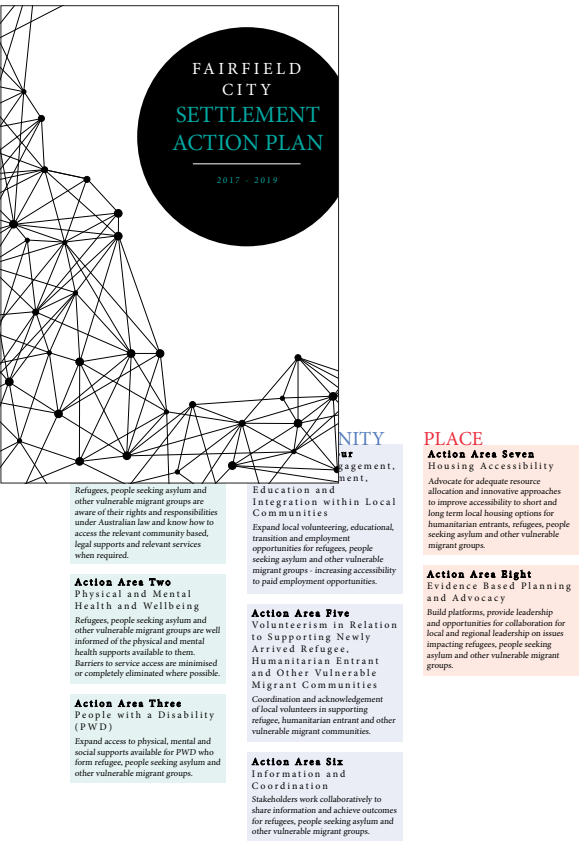 FAIRFIELD
CITY
SETTLEMENT
ACTION PLAN
2017 - 2019
Refugees, people seeking asylum and
other vulnerable migrant groups are
aware of their rights and responsibilities
under Australian law and know how to
access the relevant community based,
legal supports and relevant services
when required.
Action Area Two
Physical and Mental
Health and Wellbeing
Refugees, people seeking asylum and
other vulnerable migrant groups are well
informed of the physical and mental
health supports available to them.
Barriers to service access are minimised
or completely eliminated where possible.
Action Area Three
People with a Disability
(PWD)
Expand access to physical, mental and
social supports available for PWD who
form refugee, people seeking asylum and
other vulnerable migrant groups.
NITY
ur
gagement,
ment,
Education and
Integration within Local
Communities
Expand local volunteering, educational,
transition and employment
opportunities for refugees, people
seeking asylum and other vulnerable
migrant groups - increasing accessibility
to paid employment opportunities.
Action Area Five
Volunteerism in Relation
to Supporting Newly
Arrived Refugee,
Humanitarian Entrant
and Other Vulnerable
Migrant Communities
Coordination and acknowledgement
of local volunteers in supporting
refugee, humanitarian entrant and other
vulnerable migrant communities.
Action Area Six
Information and
Coordination
Stakeholders work collaboratively to
share information and achieve outcomes
for refugees, people seeking asylum and
other vulnerable migrant groups.
PLACE
Action Area Seven
Housing Accessibility
Advocate for adequate resource
allocation and innovative approaches
to improve accessibility to short and
long term local housing options for
humanitarian entrants, refugees, people
seeking asylum and other vulnerable
migrant groups.
Action Area Eight
Evidence Based Planning
and Advocacy
Build platforms, provide leadership
and opportunities for collaboration for
local and regional leadership on issues
impacting refugees, people seeking
asylum and other vulnerable migrant
groups.